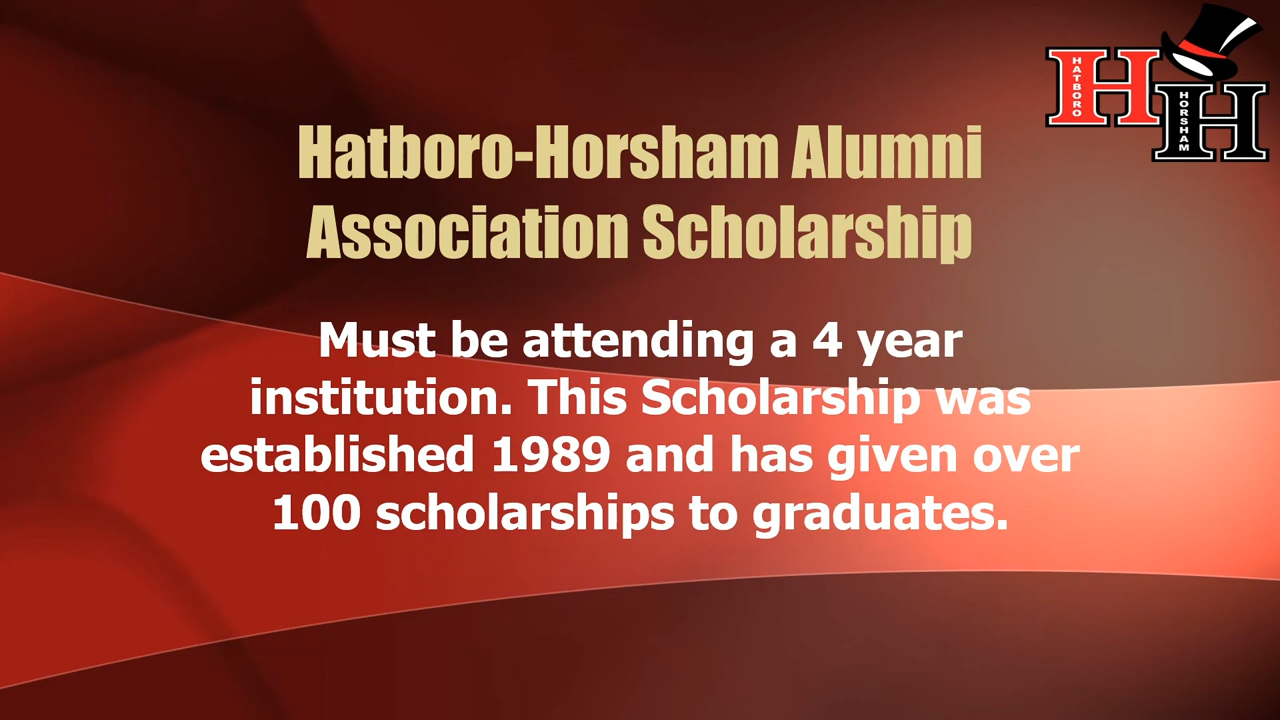 HATBORO
HORSHAM
HH
Hatboro-Horsham Alumni
Association Scholarship
Must be attending a 4 year
institution. This Scholarship was
established 1989 and has given over
100 scholarships to graduates.